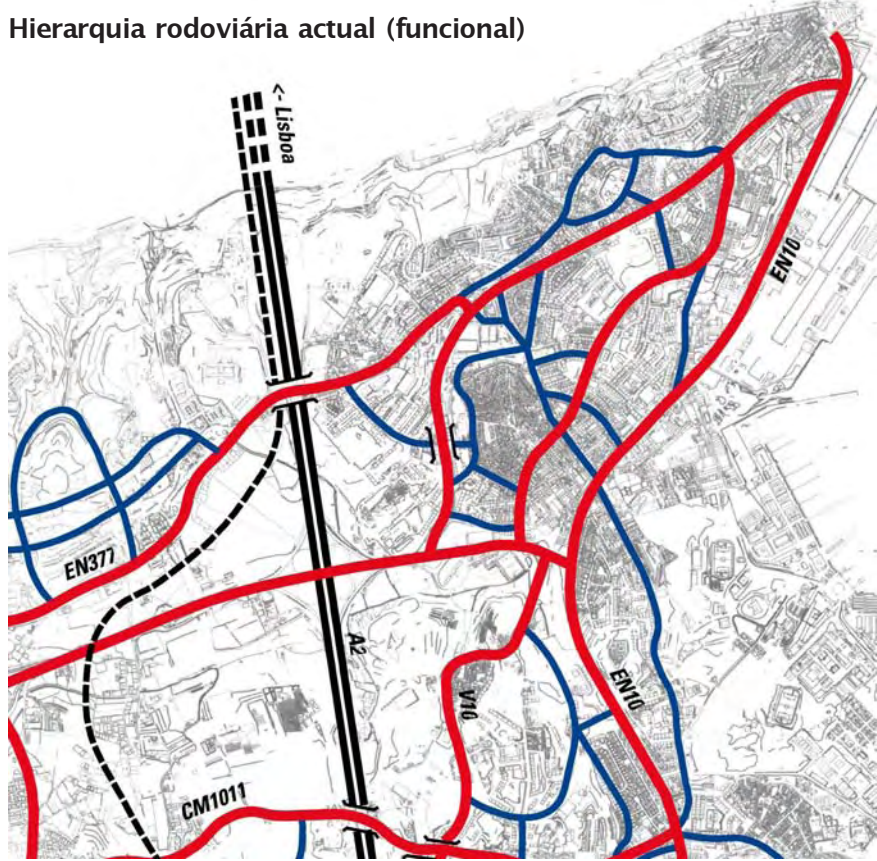 Hierarquia rodoviária actual (funcional)
<- Lisboa
EN10
EN377
A2
EN10
V10
CM1011